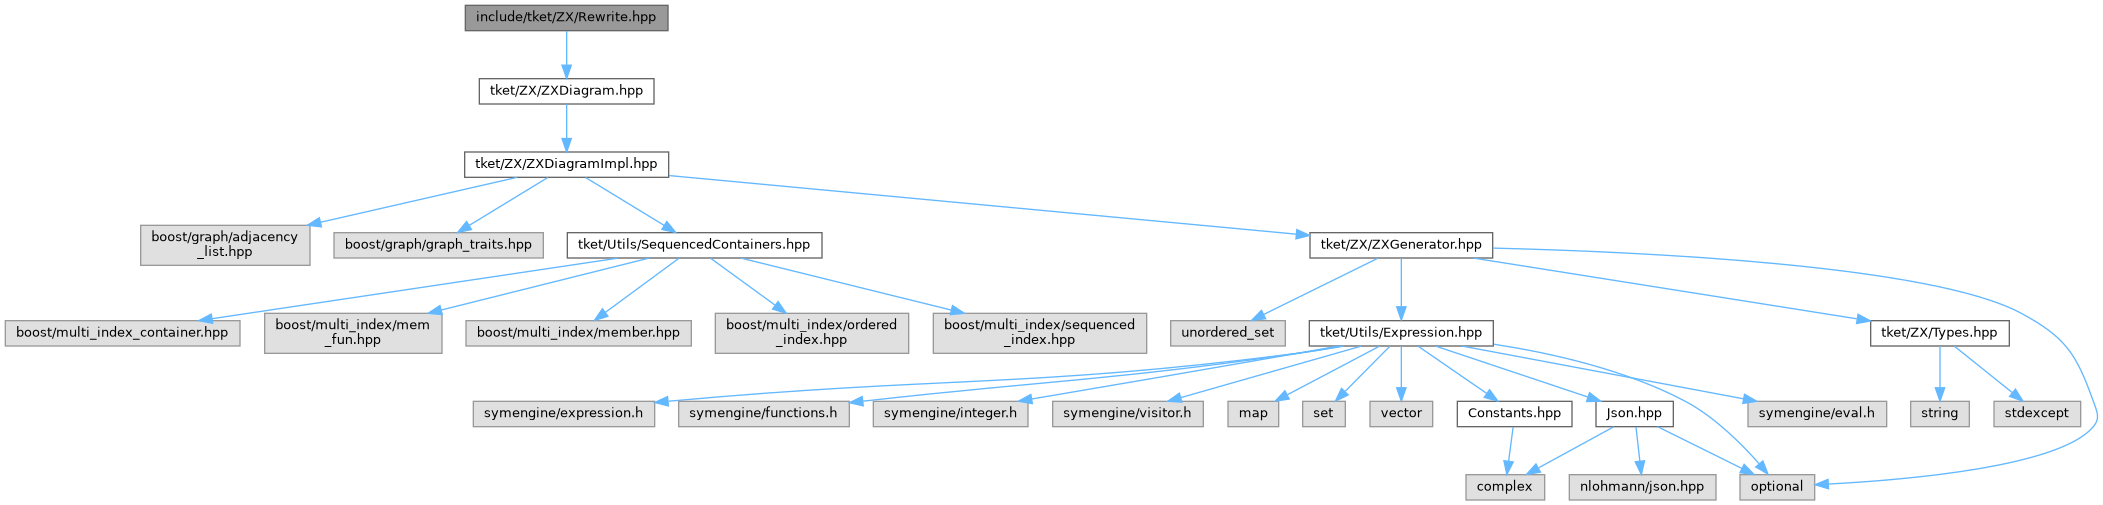 include/tket/ZX/Rewrite.hpp
tket/ZX/ZXDiagram.hpp
tket/ZX/ZXDiagramImpl.hpp
boost/graph/adjacency
_list.hpp
boost/graph/graph_traits.hpp
tket/Utils/SequencedContainers.hpp
tket/ZX/ZXGenerator.hpp
boost/multi_index_container.hpp
boost/multi_index/mem
_fun.hpp
boost/multi_index/member.hpp
boost/multi_index/ordered
_index.hpp
boost/multi_index/sequenced
_index.hpp
unordered_set
tket/Utils/Expression.hpp
tket/ZX/Types.hpp
symengine/expression.h
symengine/functions.h
symengine/integer.h
symengine/visitor.h
map
set
vector
Constants.hpp
Json.hpp
symengine/eval.h
string
stdexcept
complex
nlohmann/json.hpp
optional